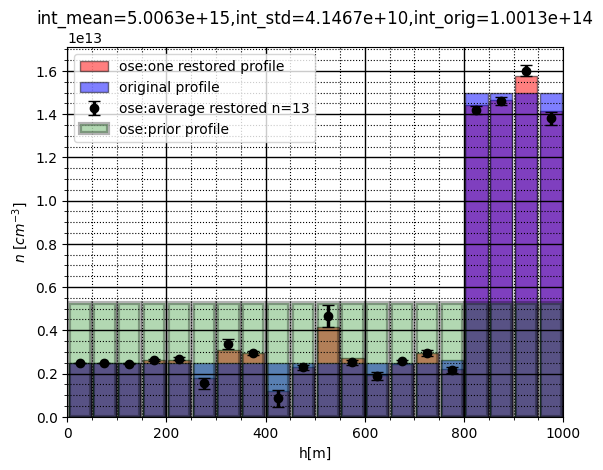 int_mean=5.0063e+15,int_std=4.1467e+10,int_orig=1.0013e+14
1e13
ose:one restored profile
original profile
ose:average restored n=13
ose:prior profile
1.6
1.4
1.2
1.0
0.8
0.6
0.4
0.2
0.0
n [cm⁻³]
0 200 400 600 800 1000
h[m]